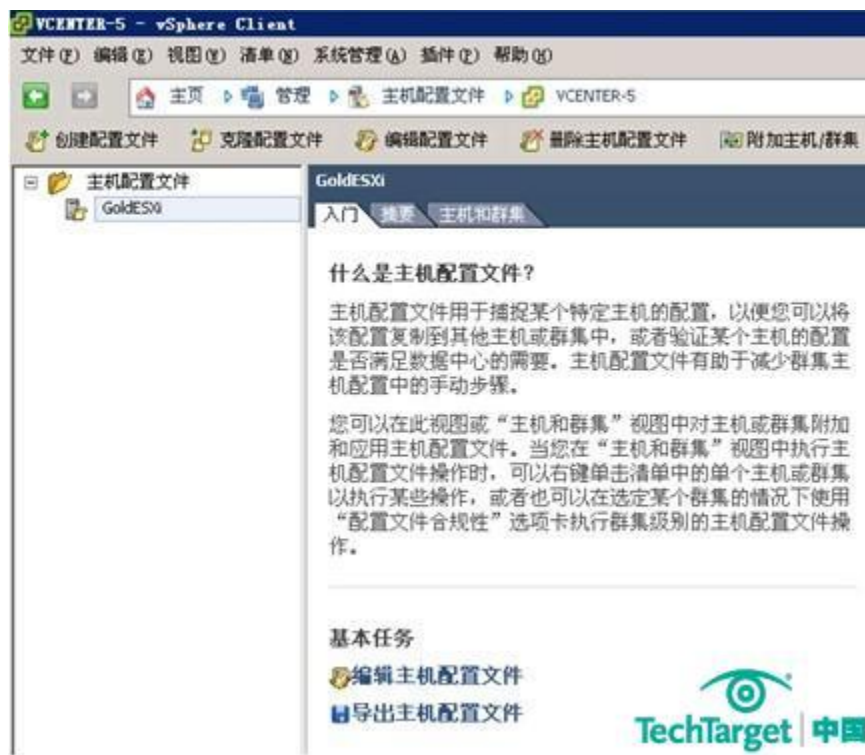 VCENTER-5 - vSphere Client
文件(F) 编辑(E) 视图(V) 清单(N) 系统管理(A) 插件(P) 帮助(H)
主页 管理 主机配置文件 VCENTER-5
创建配置文件 克隆配置文件 编辑配置文件 删除主机配置文件 附加主机/群集
主机配置文件
GoldESXi
GoldESXi
入门 摘要 主机和群集
什么是主机配置文件?
主机配置文件用于捕捉某个特定主机的配置，以便您可以将
该配置复制到其他主机或群集中，或者验证某个主机的配置
是否满足数据中心的需要。主机配置文件有助于减少群集主
机配置中的手动步骤。
您可以在此视图或“主机和群集”视图中对主机或群集附加
和应用主机配置文件。当您在“主机和群集”视图中执行主
机配置文件操作时，可以右键单击清单中的单个主机或群集
以执行某些操作，或者也可以在选定某个群集的情况下使用
“配置文件合规性”选项卡执行群集级别的主机配置文件操
作。
基本任务
编辑主机配置文件
导出主机配置文件
TechTarget 中国